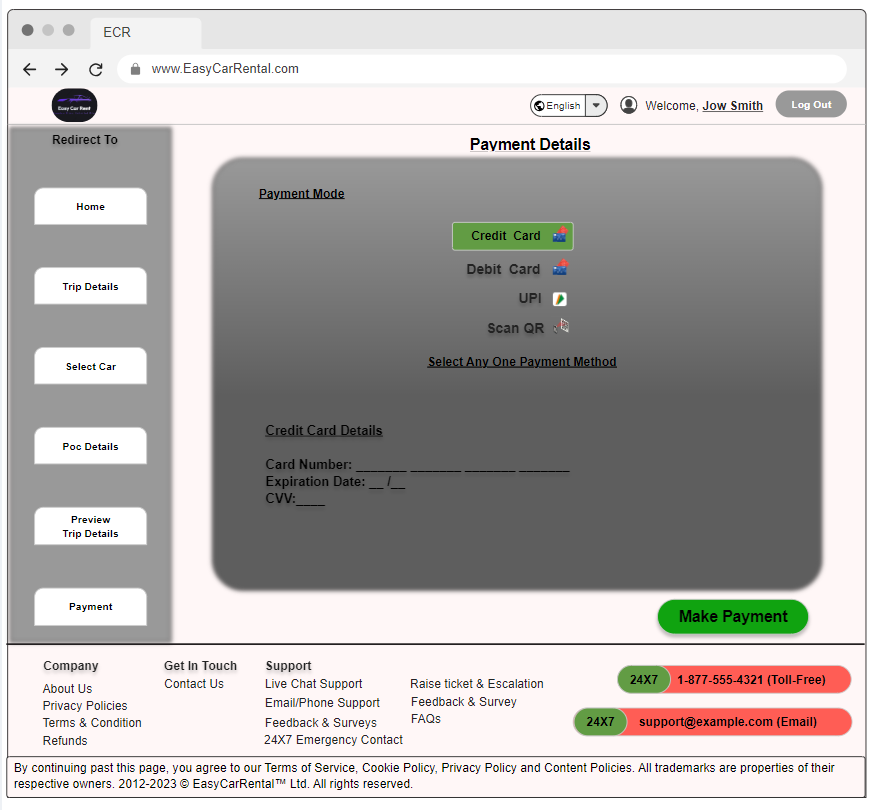 ECR
www.EasyCarRental.com
Easy Car Rent
English
Welcome, Jow Smith
Log Out
Redirect To
Home
Trip Details
Select Car
Poc Details
Preview
Trip Details
Payment
Payment Details
Payment Mode
Credit Card
Debit Card
UPI
Scan QR
Select Any One Payment Method
Credit Card Details
Card Number: _______ _______ _______ _______
Expiration Date: __ /__
CVV:____
Make Payment
Company
About Us
Privacy Policies
Terms & Condition
Refunds
Get In Touch
Contact Us
Support
Live Chat Support
Email/Phone Support
Feedback & Surveys
24X7 Emergency Contact
Raise ticket & Escalation
Feedback & Survey
FAQs
24X7 1-877-555-4321 (Toll-Free)
24X7 support@example.com (Email)
By continuing past this page, you agree to our Terms of Service, Cookie Policy, Privacy Policy and Content Policies. All trademarks are properties of their
respective owners. 2012-2023 © EasyCarRental™ Ltd. All rights reserved.